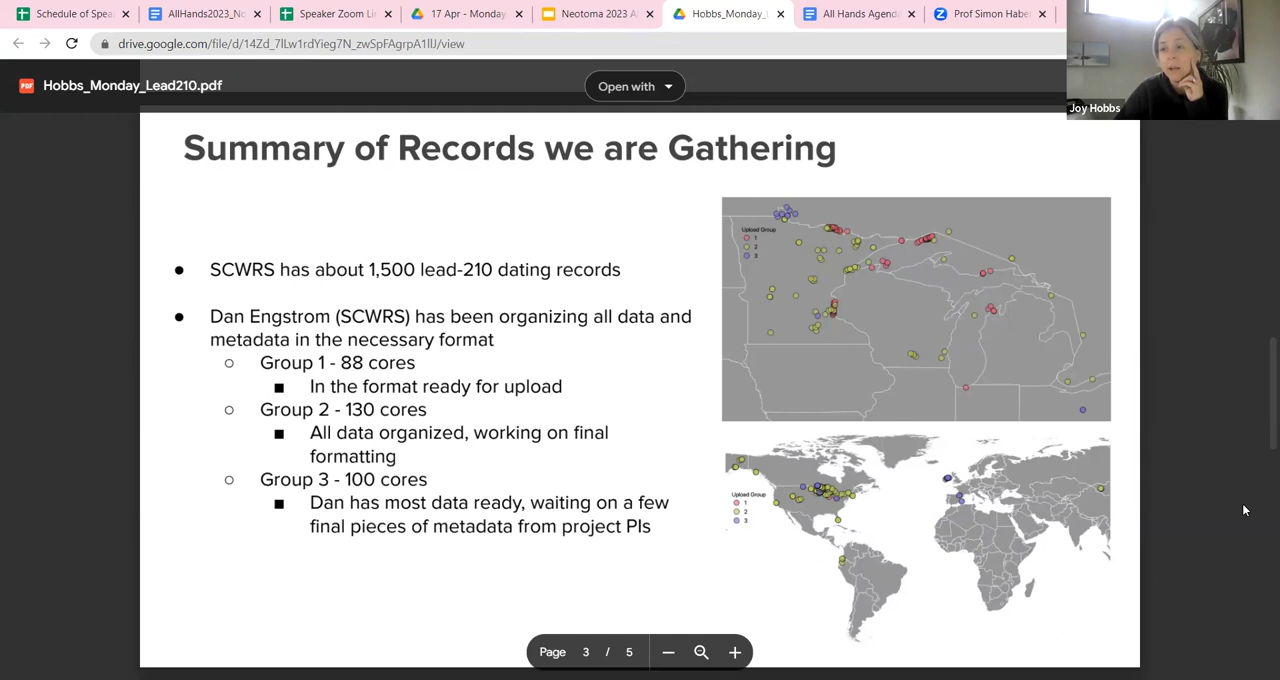 Schedule of Spea
AllHands2023_No
Speaker Zoom Li
17 Apr - Monday
Neotoma 2023 A
Hobbs_Monday_L
All Hands Agenda
Prof Simon Habe
drive.google.com/file/d/14Zd_7lLw1rdYieg7N_zwSpFAgrpA1lIJ/view
PDF
Hobbs_Monday_Lead210.pdf
Open with
Joy Hobbs
Summary of Records we are Gathering
● SCWRS has about 1,500 lead-210 dating records
● Dan Engstrom (SCWRS) has been organizing all data and
metadata in the necessary format
○ Group 1 - 88 cores
■ In the format ready for upload
○ Group 2 - 130 cores
■ All data organized, working on final
formatting
○ Group 3 - 100 cores
■ Dan has most data ready, waiting on a few
final pieces of metadata from project PIs
Upload Group
1
2
3
Upload Group
1
2
3
Page 3 / 5